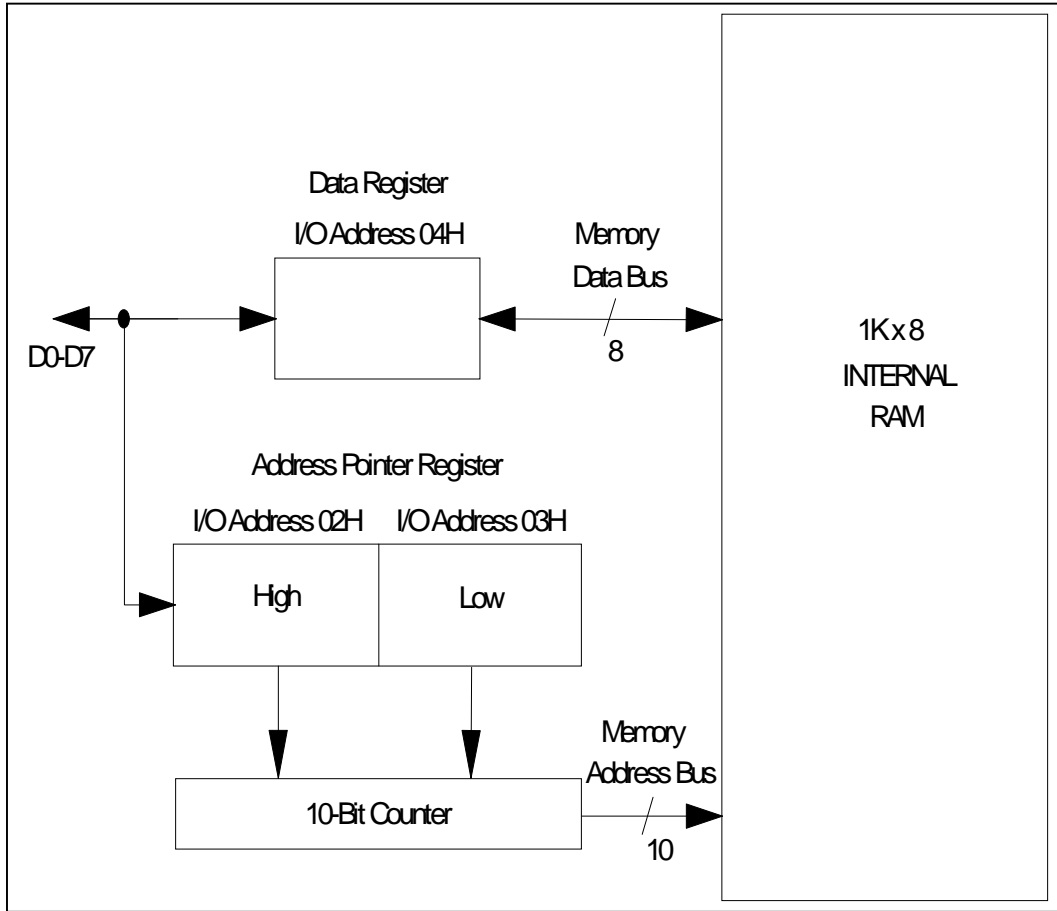 Data Register
I/O Address 04H
Memory
Data Bus
8
D0-D7
1K x 8
INTERNAL
RAM
Address Pointer Register
I/O Address 02H
I/O Address 03H
High
Low
Memory
Address Bus
10-Bit Counter
10